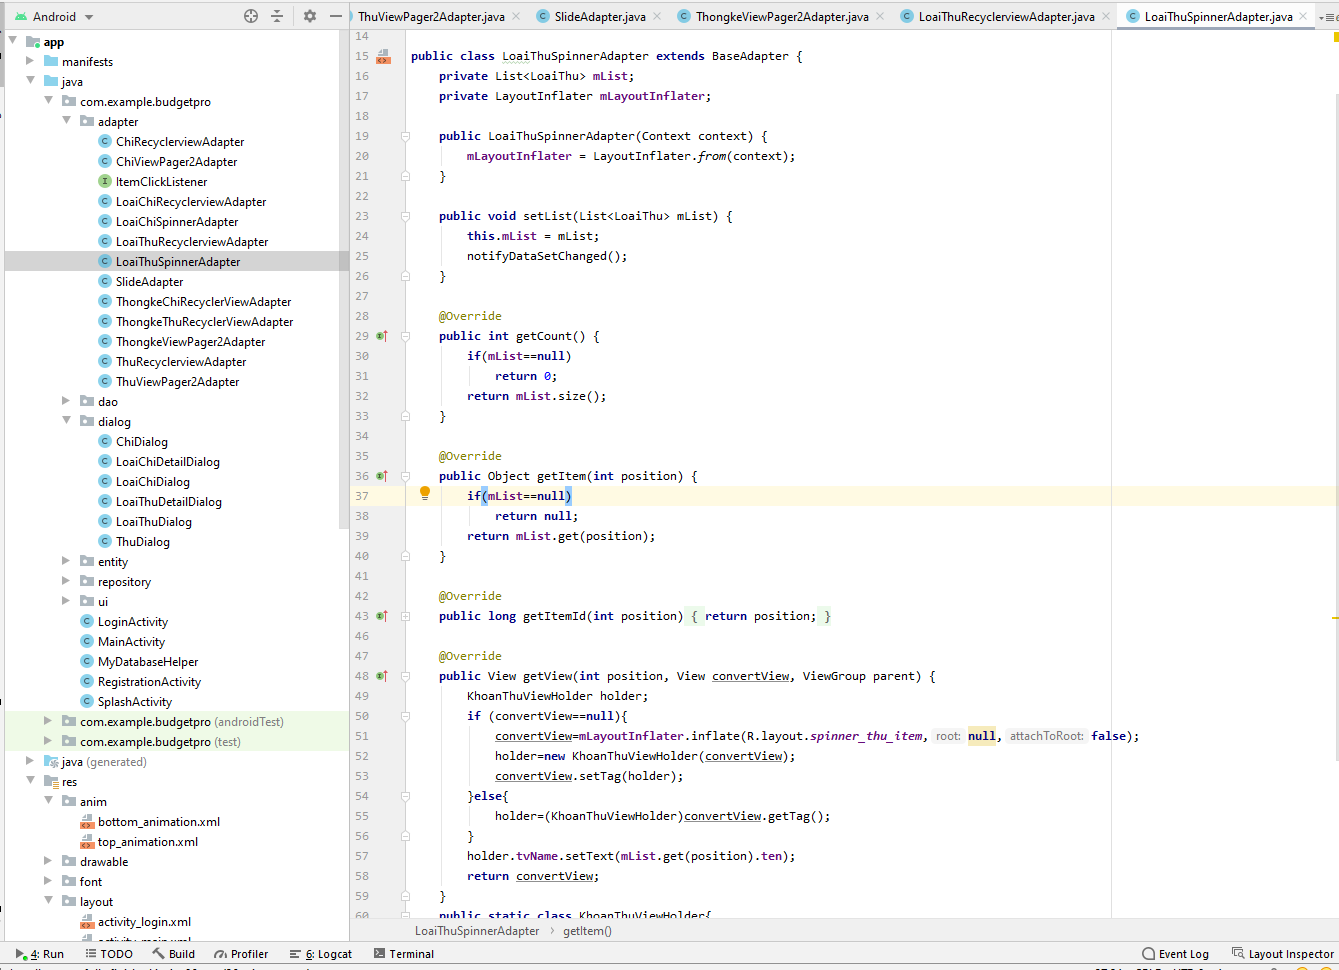 Android
ThuViewPager2Adapter.java
SlideAdapter.java
ThongkeViewPager2Adapter.java
LoaiThuRecyclerviewAdapter.java
LoaiThuSpinnerAdapter.java
app
manifests
java
com.example.budgetpro
adapter
ChiRecyclerviewAdapter
ChiViewPager2Adapter
ItemClickListener
LoaiChiRecyclerviewAdapter
LoaiChiSpinnerAdapter
LoaiThuRecyclerviewAdapter
LoaiThuSpinnerAdapter
SlideAdapter
ThongkeChiRecyclerViewAdapter
ThongkeThuRecyclerViewAdapter
ThongkeViewPager2Adapter
ThuRecyclerviewAdapter
ThuViewPager2Adapter
dao
dialog
ChiDialog
LoaiChiDetailDialog
LoaiChiDialog
LoaiThuDetailDialog
LoaiThuDialog
ThuDialog
entity
repository
ui
LoginActivity
MainActivity
MyDatabaseHelper
RegistrationActivity
SplashActivity
com.example.budgetpro (androidTest)
com.example.budgetpro (test)
java (generated)
res
anim
bottom_animation.xml
top_animation.xml
drawable
font
layout
activity_login.xml
14
15 public class LoaiThuSpinnerAdapter extends BaseAdapter {
16 private List<LoaiThu> mList;
17 private LayoutInflater mLayoutInflater;
18
19 public LoaiThuSpinnerAdapter(Context context) {
20 mLayoutInflater = LayoutInflater.from(context);
21 }
22
23 public void setList(List<LoaiThu> mList) {
24 this.mList = mList;
25 notifyDataSetChanged();
26 }
27
28 @Override
29 public int getCount() {
30 if(mList==null)
31 return 0;
32 return mList.size();
33 }
34
35 @Override
36 public Object getItem(int position) {
37 if(mList==null)
38 return null;
39 return mList.get(position);
40 }
41
42 @Override
43 public long getItemId(int position) { return position; }
46
47 @Override
48 public View getView(int position, View convertView, ViewGroup parent) {
49 KhoanThuViewHolder holder;
50 if (convertView==null){
51 convertView=mLayoutInflater.inflate(R.layout.spinner_thu_item, root: null, attachToRoot: false);
52 holder=new KhoanThuViewHolder(convertView);
53 convertView.setTag(holder);
54 }else{
55 holder=(KhoanThuViewHolder)convertView.getTag();
56 }
57 holder.tvName.setText(mList.get(position).ten);
58 return convertView;
59 }
60 public static class KhoanThuViewHolder{
LoaiThuSpinnerAdapter > getItem()
4: Run
TODO
Build
Profiler
6: Logcat
Terminal
Event Log
Layout Inspector